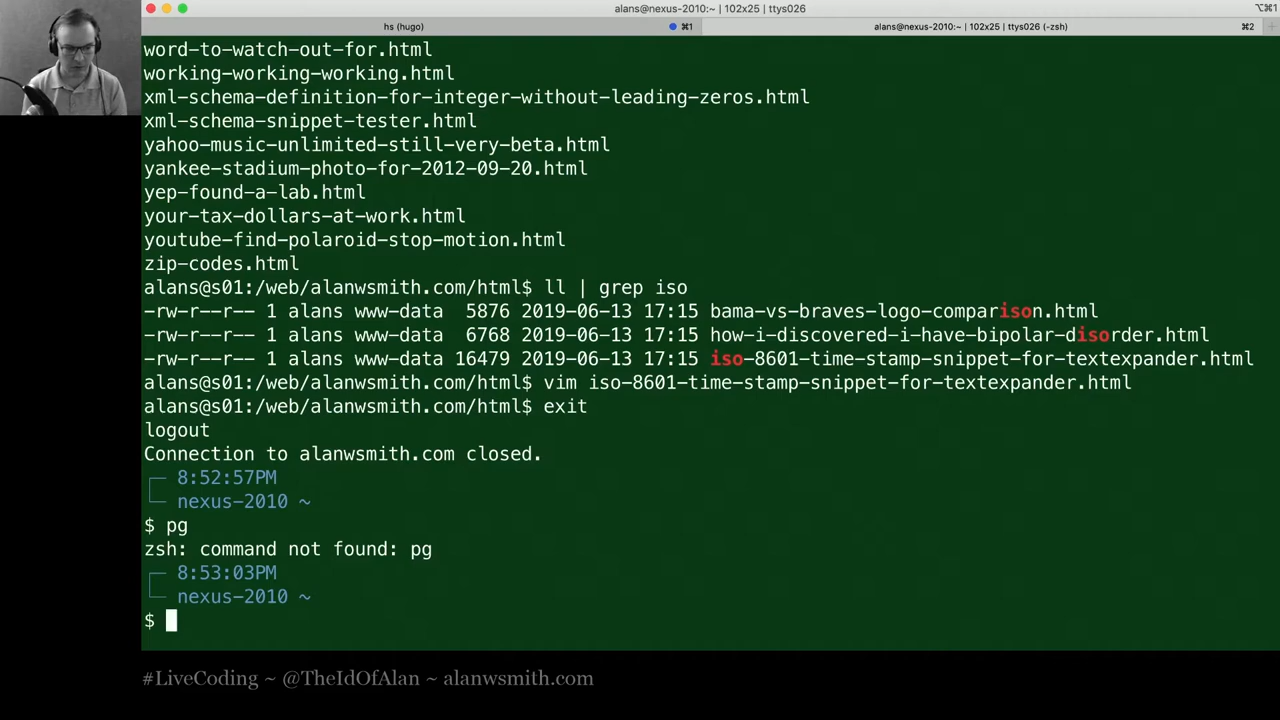 alans@nexus-2010:~ | 102x25 | ttys026
⌥⌘1
hs (hugo)
⌘1
alans@nexus-2010:~ | 102x25 | ttys026 (-zsh)
⌘2
word-to-watch-out-for.html
working-working-working.html
xml-schema-definition-for-integer-without-leading-zeros.html
xml-schema-snippet-tester.html
yahoo-music-unlimited-still-very-beta.html
yankee-stadium-photo-for-2012-09-20.html
yep-found-a-lab.html
your-tax-dollars-at-work.html
youtube-find-polaroid-stop-motion.html
zip-codes.html
alans@s01:/web/alanwsmith.com/html$ ll | grep iso
-rw-r--r-- 1 alans www-data  5876 2019-06-13 17:15 bama-vs-braves-logo-comparison.html
-rw-r--r-- 1 alans www-data  6768 2019-06-13 17:15 how-i-discovered-i-have-bipolar-disorder.html
-rw-r--r-- 1 alans www-data 16479 2019-06-13 17:15 iso-8601-time-stamp-snippet-for-textexpander.html
alans@s01:/web/alanwsmith.com/html$ vim iso-8601-time-stamp-snippet-for-textexpander.html
alans@s01:/web/alanwsmith.com/html$ exit
logout
Connection to alanwsmith.com closed.
8:52:57PM
nexus-2010 ~
$ pg
zsh: command not found: pg
8:53:03PM
nexus-2010 ~
$
#LiveCoding ~ @TheIdOfAlan ~ alanwsmith.com